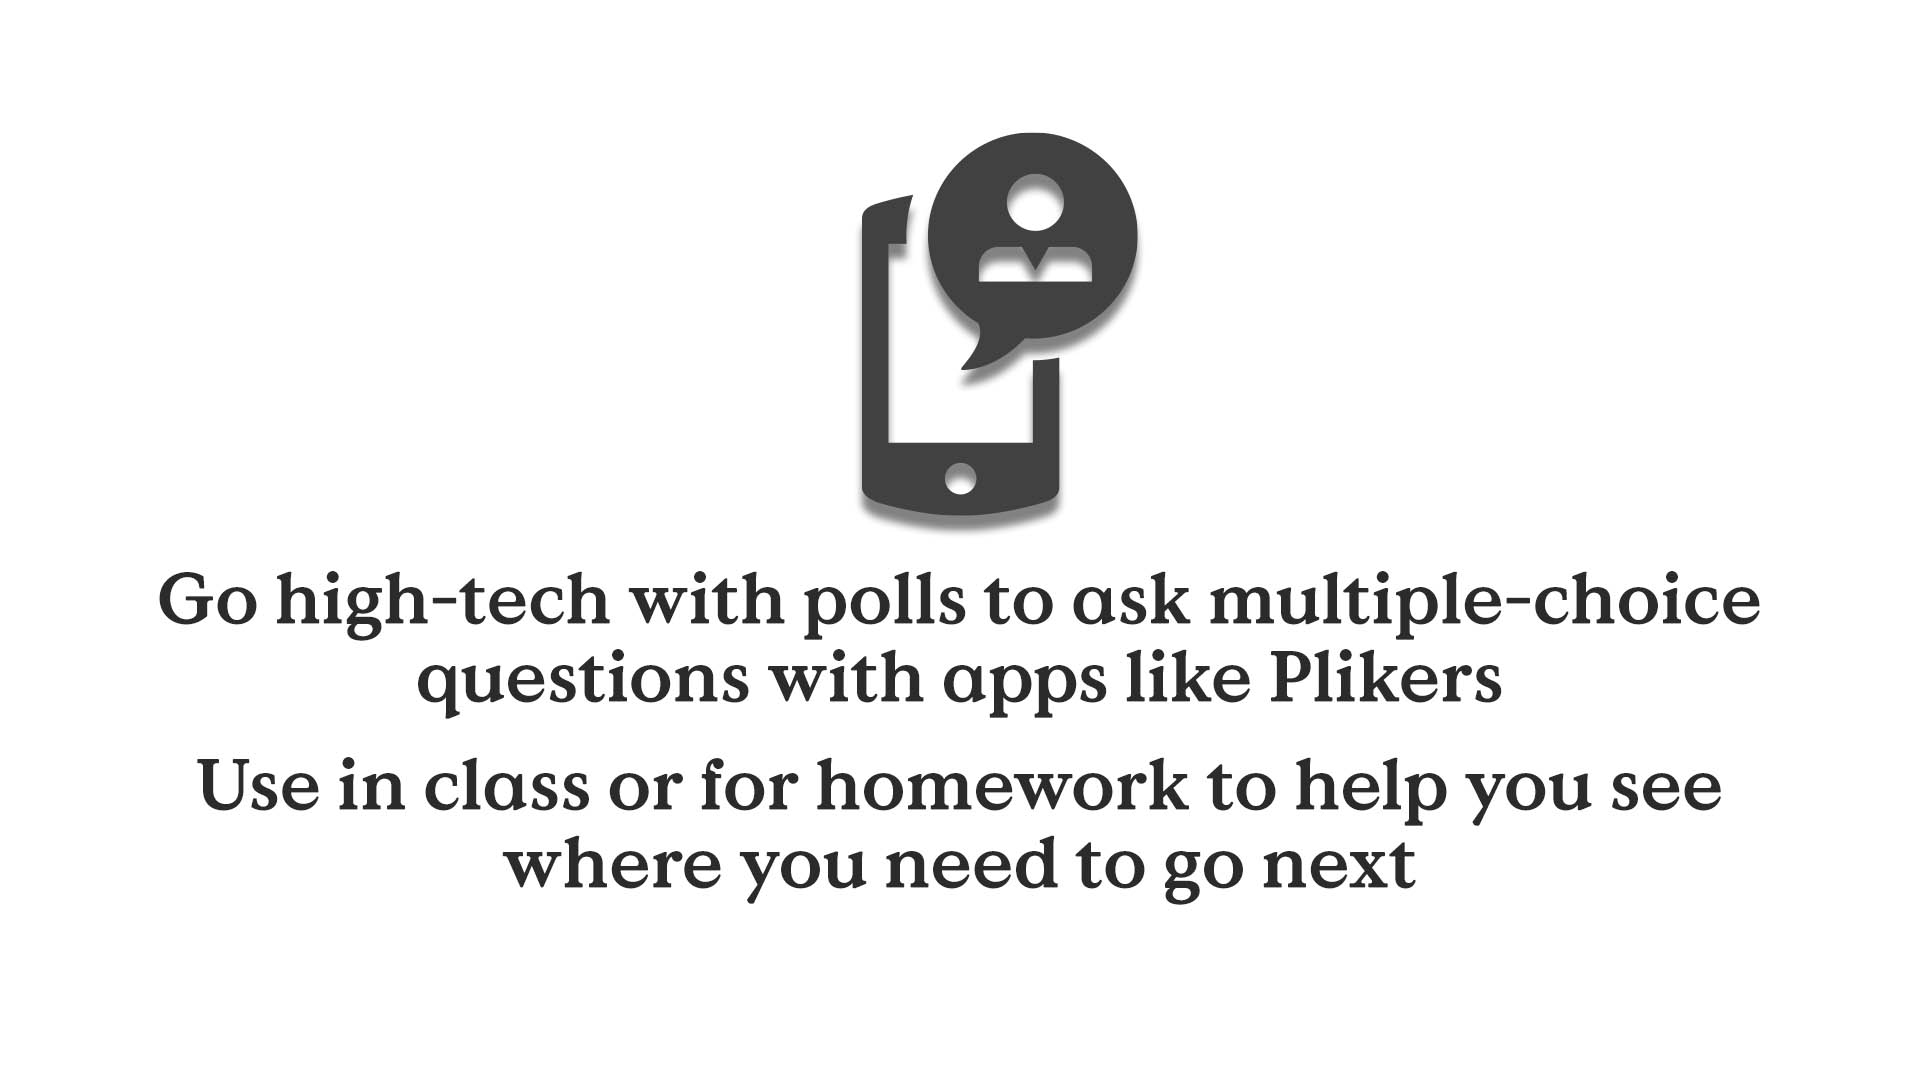 Go high-tech with polls to ask multiple-choice
questions with apps like Plikers
Use in class or for homework to help you see
where you need to go next